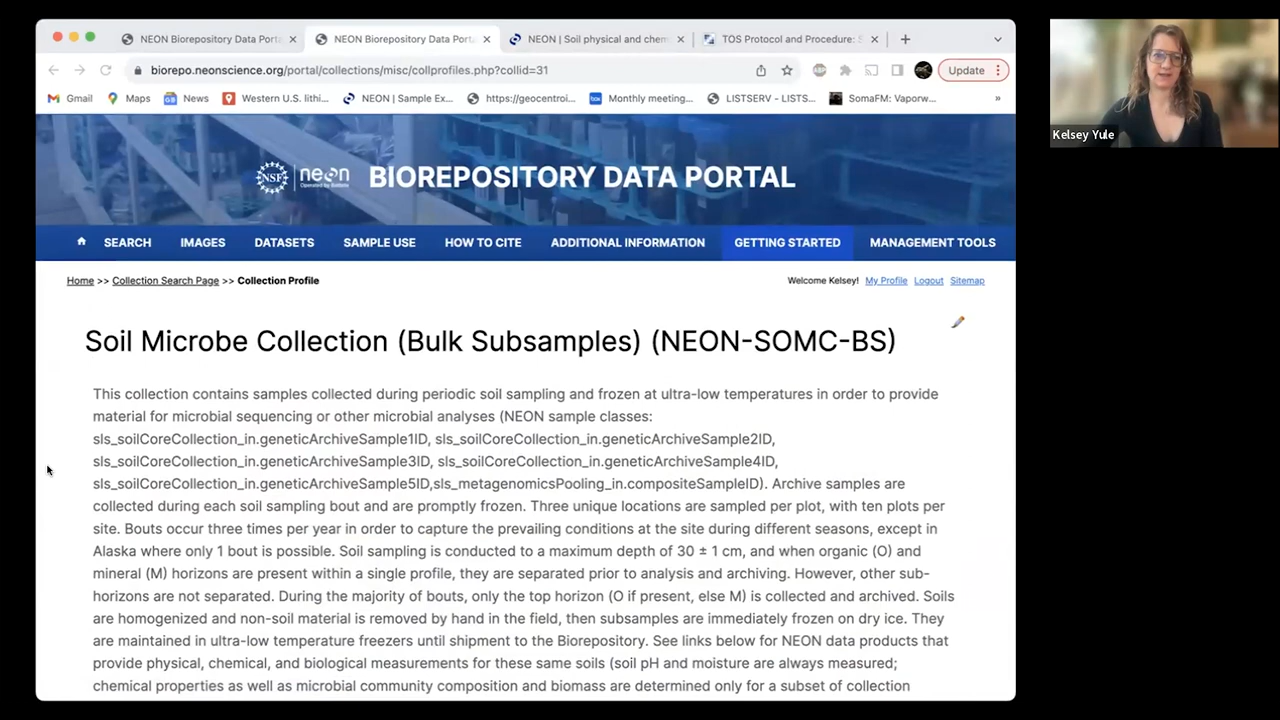 NEON Biorepository Data Porta
NEON Biorepository Data Porta
NEON | Soil physical and chem
TOS Protocol and Procedure: S
biorepo.neonscience.org/portal/collections/misc/collprofiles.php?collid=31
Update
Gmail
Maps
News
Western U.S. lithi...
NEON | Sample Ex...
https://geocentroi...
Monthly meeting...
LISTSERV - LISTS...
SomaFM: Vaporw...
»
NSF
neon
Operated by Battelle
BIOREPOSITORY DATA PORTAL
SEARCH
IMAGES
DATASETS
SAMPLE USE
HOW TO CITE
ADDITIONAL INFORMATION
GETTING STARTED
MANAGEMENT TOOLS
Home >> Collection Search Page >> Collection Profile
Welcome Kelsey! My Profile Logout Sitemap
Soil Microbe Collection (Bulk Subsamples) (NEON-SOMC-BS)
This collection contains samples collected during periodic soil sampling and frozen at ultra-low temperatures in order to provide
material for microbial sequencing or other microbial analyses (NEON sample classes:
sls_soilCoreCollection_in.geneticArchiveSample1ID, sls_soilCoreCollection_in.geneticArchiveSample2ID,
sls_soilCoreCollection_in.geneticArchiveSample3ID, sls_soilCoreCollection_in.geneticArchiveSample4ID,
sls_soilCoreCollection_in.geneticArchiveSample5ID,sls_metagenomicsPooling_in.compositeSampleID). Archive samples are
collected during each soil sampling bout and are promptly frozen. Three unique locations are sampled per plot, with ten plots per
site. Bouts occur three times per year in order to capture the prevailing conditions at the site during different seasons, except in
Alaska where only 1 bout is possible. Soil sampling is conducted to a maximum depth of 30 ± 1 cm, and when organic (O) and
mineral (M) horizons are present within a single profile, they are separated prior to analysis and archiving. However, other sub-
horizons are not separated. During the majority of bouts, only the top horizon (O if present, else M) is collected and archived. Soils
are homogenized and non-soil material is removed by hand in the field, then subsamples are immediately frozen on dry ice. They
are maintained in ultra-low temperature freezers until shipment to the Biorepository. See links below for NEON data products that
provide physical, chemical, and biological measurements for these same soils (soil pH and moisture are always measured;
chemical properties as well as microbial community composition and biomass are determined only for a subset of collection
Kelsey Yule